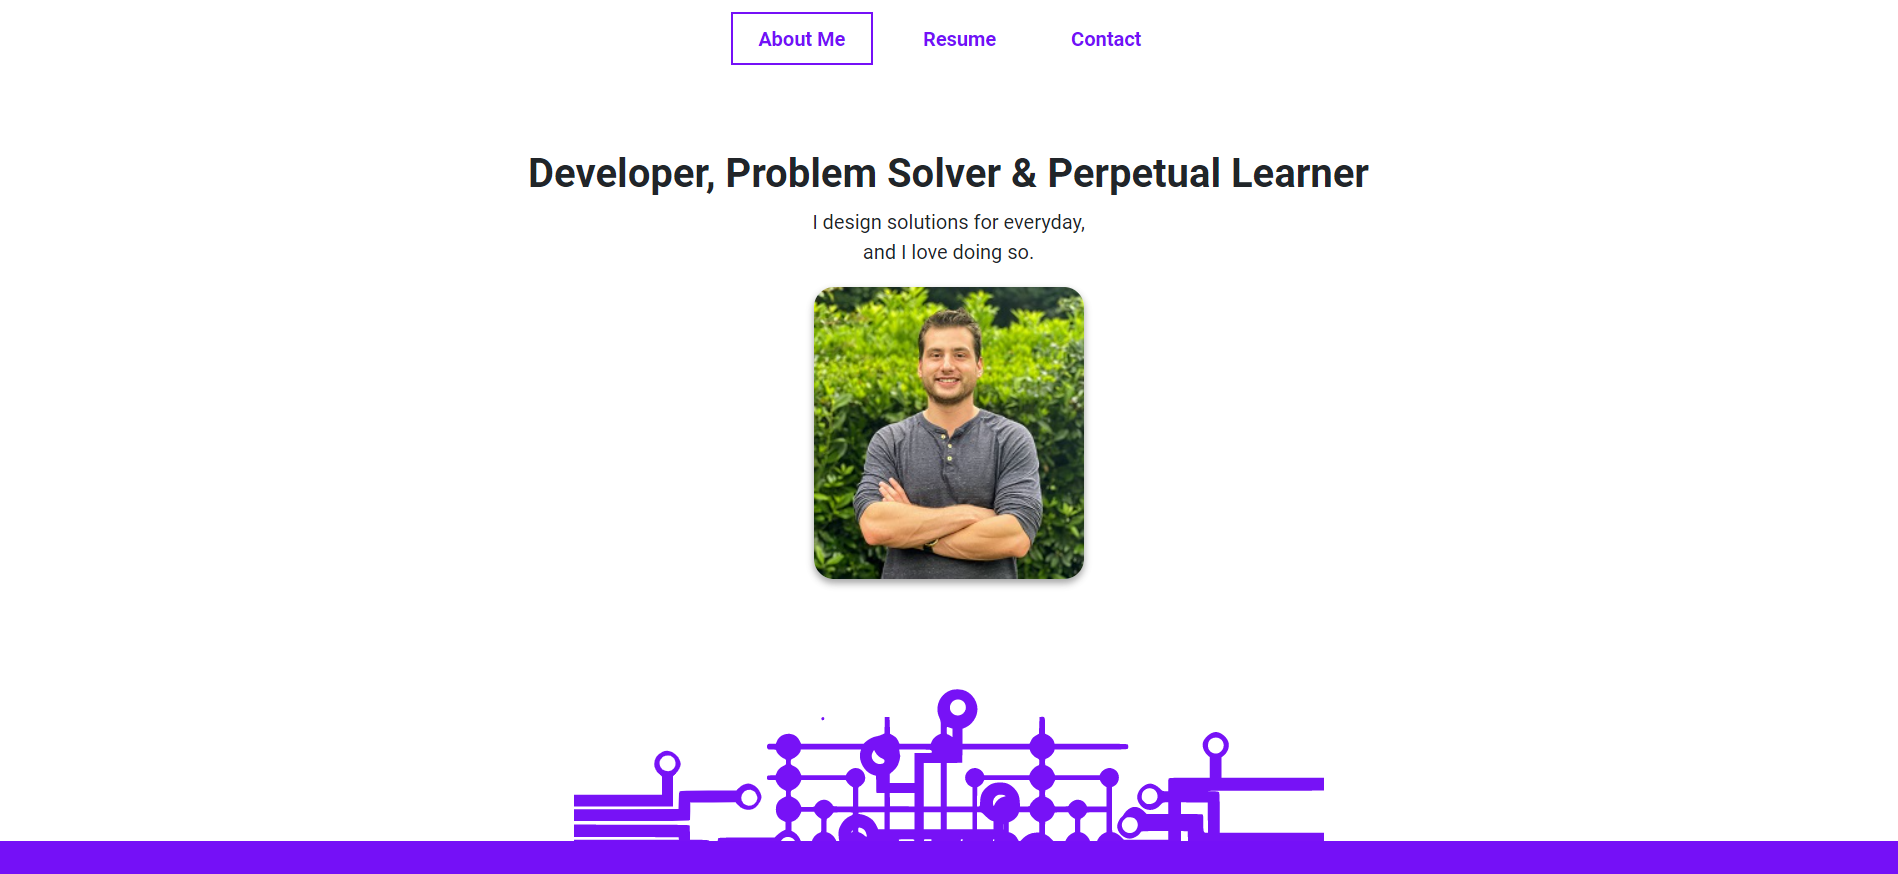 About Me Resume Contact
Developer, Problem Solver & Perpetual Learner
I design solutions for everyday,
and I love doing so.